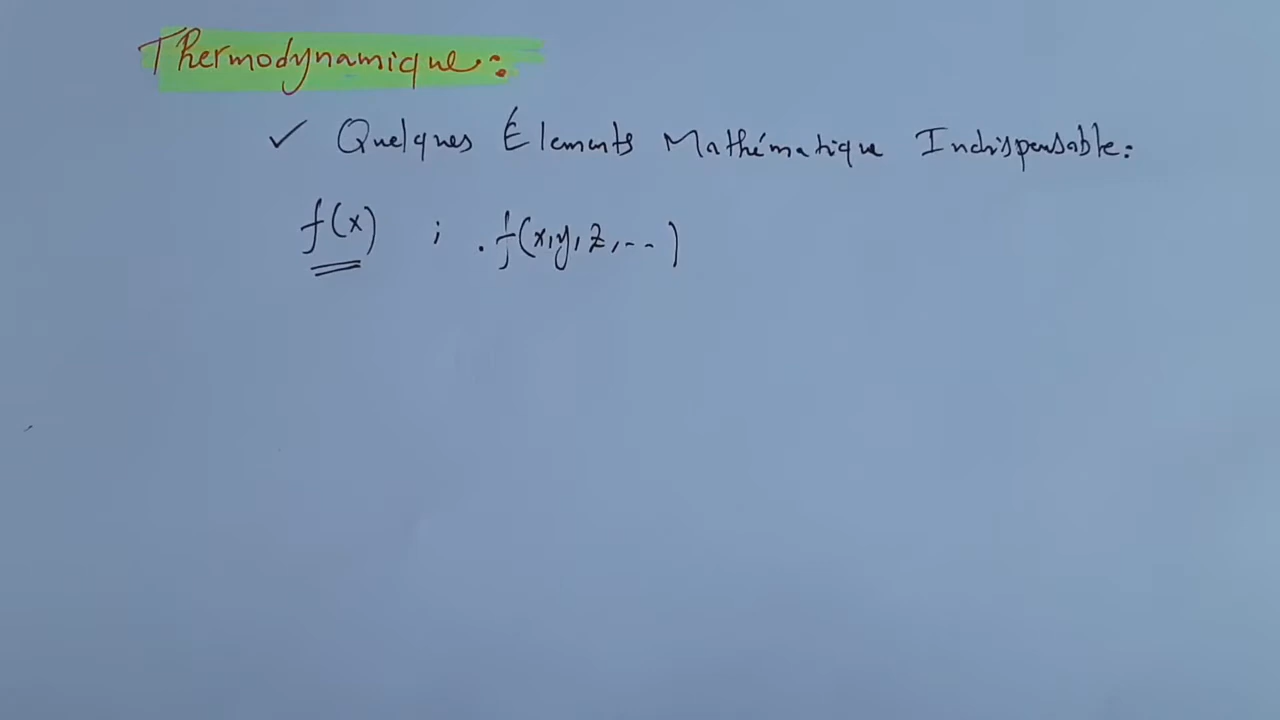 Thermodynamique:
✓ Quelques Éléments Mathématique Indispensable:
f(x) ; . f(x,y,z,...)